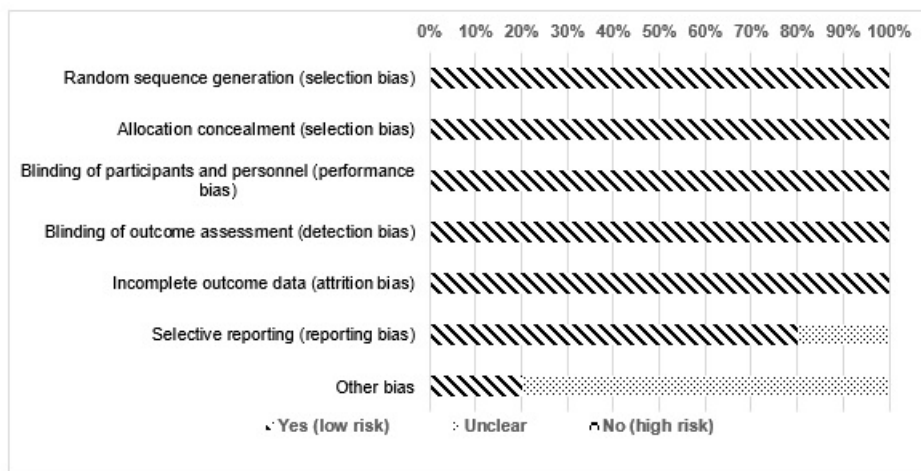 0% 10% 20% 30% 40% 50% 60% 70% 80% 90% 100%
Random sequence generation (selection bias)
Allocation concealment (selection bias)
Blinding of participants and personnel (performance
bias)
Blinding of outcome assessment (detection bias)
Incomplete outcome data (attrition bias)
Selective reporting (reporting bias)
Other bias
Yes (low risk) Unclear No (high risk)